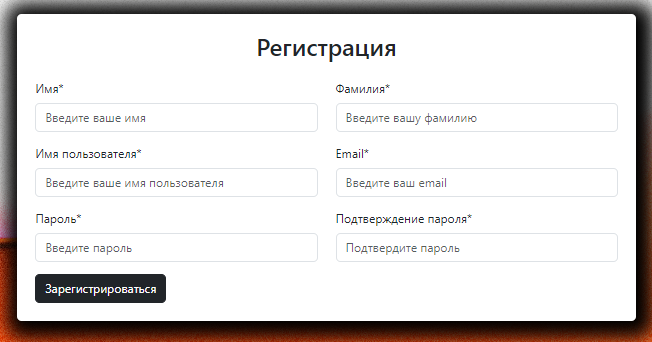 Регистрация
Имя*
Фамилия*
Введите ваше имя
Введите вашу фамилию
Имя пользователя*
Email*
Введите ваше имя пользователя
Введите ваш email
Пароль*
Подтверждение пароля*
Введите пароль
Подтвердите пароль
Зарегистрироваться